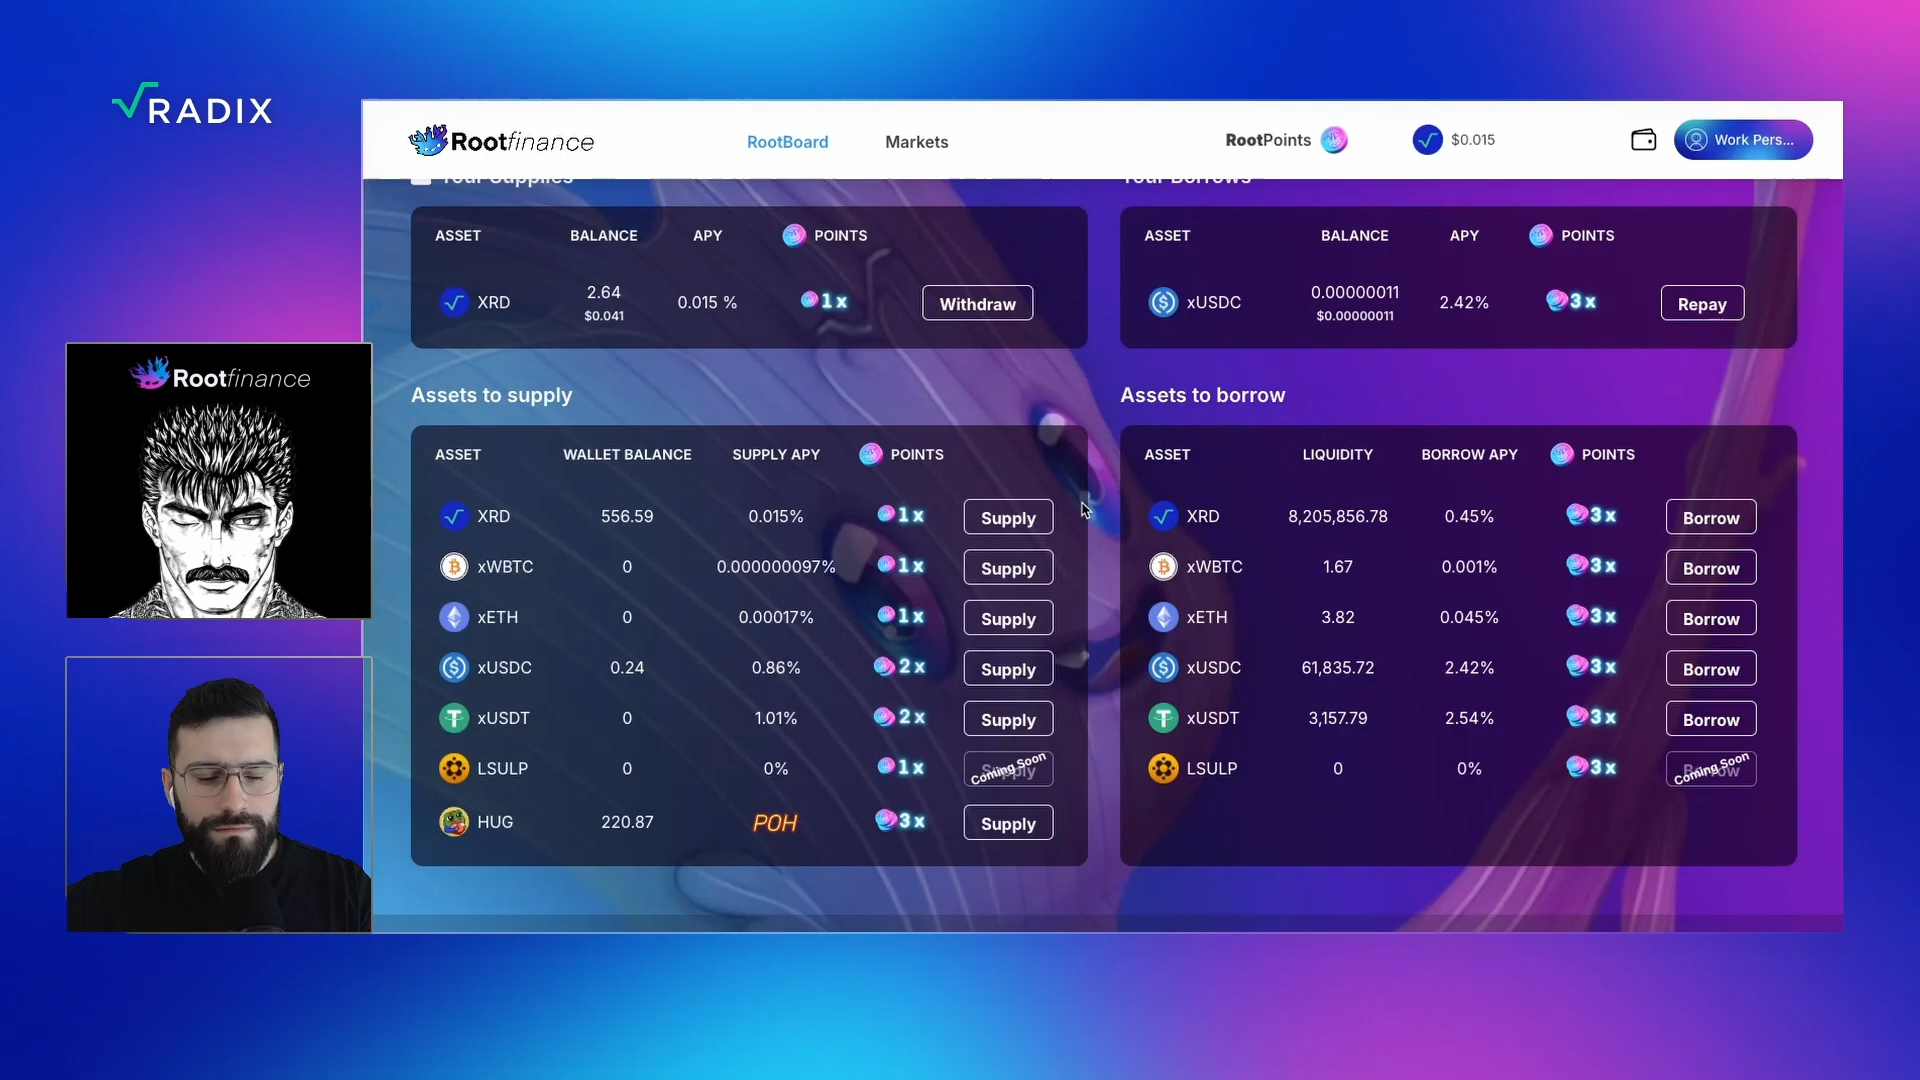 RADIX
Rootfinance
RootBoard
Markets
RootPoints
$0.015
Work Pers...
Your Supplies
Your Borrows
ASSET BALANCE APY POINTS
XRD 2.64 0.015 % 1x Withdraw
$0.041
ASSET BALANCE APY POINTS
xUSDC 0.00000011 2.42% 3x Repay
$0.00000011
Rootfinance
Assets to supply
ASSET WALLET BALANCE SUPPLY APY POINTS
XRD 556.59 0.015% 1x Supply
xWBTC 0 0.000000097% 1x Supply
xETH 0 0.00017% 1x Supply
xUSDC 0.24 0.86% 2x Supply
xUSDT 0 1.01% 2x Supply
LSULP 0 0% 1x Supply Coming Soon
HUG 220.87 POH 3x Supply
Assets to borrow
ASSET LIQUIDITY BORROW APY POINTS
XRD 8,205,856.78 0.45% 3x Borrow
xWBTC 1.67 0.001% 3x Borrow
xETH 3.82 0.045% 3x Borrow
xUSDC 61,835.72 2.42% 3x Borrow
xUSDT 3,157.79 2.54% 3x Borrow
LSULP 0 0% 3x Borrow Coming Soon